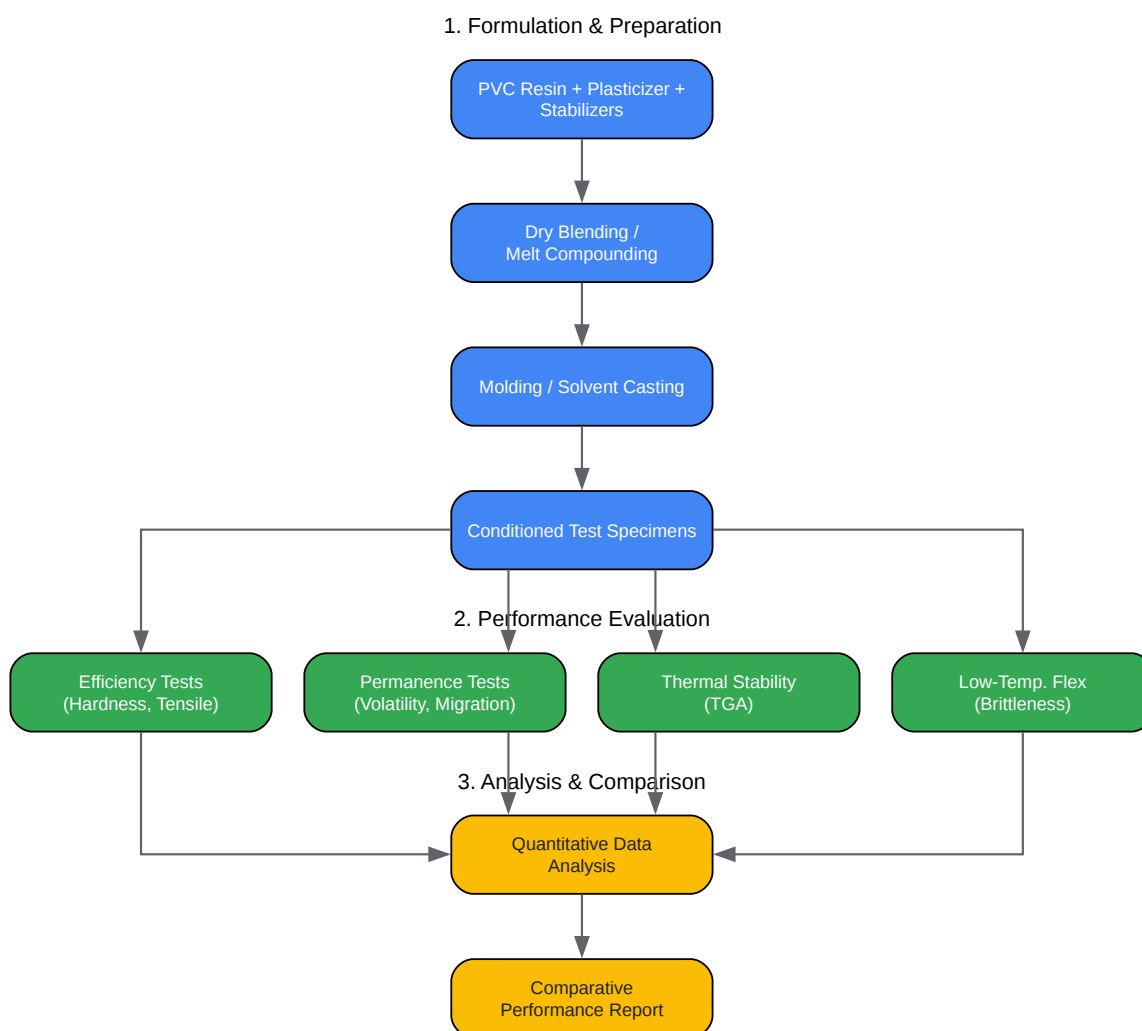 1. Formulation & Preparation
PVC Resin + Plasticizer +
Stabilizers
Dry Blending /
Melt Compounding
Molding / Solvent Casting
Conditioned Test Specimens
2. Performance Evaluation
Efficiency Tests
(Hardness, Tensile)
Permanence Tests
(Volatility, Migration)
Thermal Stability
(TGA)
Low-Temp. Flex
(Brittleness)
3. Analysis & Comparison
Quantitative Data
Analysis
Comparative
Performance Report